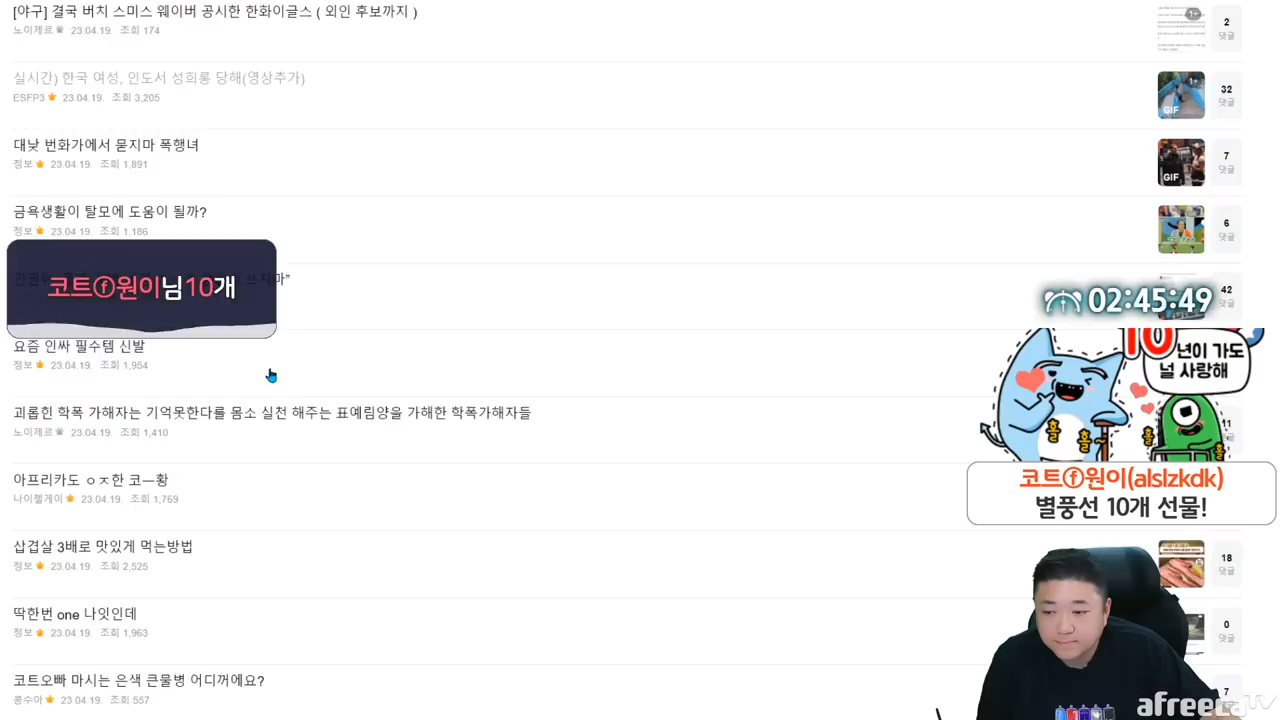 [야구] 결국 버치 스미스 웨이버 공시한 한화이글스 ( 외인 후보까지 )
노이제르 23.04.19. 조회 174
2
댓글
실시간) 한국 여성, 인도서 성희롱 당해(영상추가)
ESFP3 23.04.19. 조회 3,205
GIF
32
댓글
대낮 번화가에서 묻지마 폭행녀
정보 23.04.19. 조회 1,891
GIF
7
댓글
금욕생활이 탈모에 도움이 될까?
정보 23.04.19. 조회 1,186
6
댓글
코트ⓕ원이님10개
42
댓글
02:45:49
요즘 인싸 필수템 신발
정보 23.04.19. 조회 1,954
10년이 가도
널 사랑해
홀 홀~ 홀 홀
괴롭힌 학폭 가해자는 기억못한다를 몸소 실천 해주는 표예림양을 가해한 학폭가해자들
노이제르 23.04.19. 조회 1,410
11
아프리카도 ㅇㅈ한 코ㅡ황
나이젤게이 23.04.19. 조회 1,769
코트ⓕ원이(alslzkdk)
별풍선 10개 선물!
삽겹살 3배로 맛있게 먹는방법
정보 23.04.19. 조회 2,525
18
댓글
딱한번 one 나잇인데
정보 23.04.19. 조회 1,963
0
댓글
코트오빠 마시는 은색 큰물병 어디꺼에요?
콩수아 23.04.19. 조회 557
7
afreecaTV